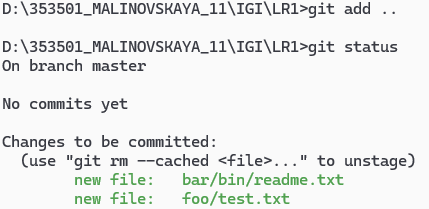 D:\353501_MALINOVSKAYA_11\IGI\LR1>git add ..
D:\353501_MALINOVSKAYA_11\IGI\LR1>git status
On branch master
No commits yet
Changes to be committed:
  (use "git rm --cached <file>..." to unstage)
        new file:   bar/bin/readme.txt
        new file:   foo/test.txt